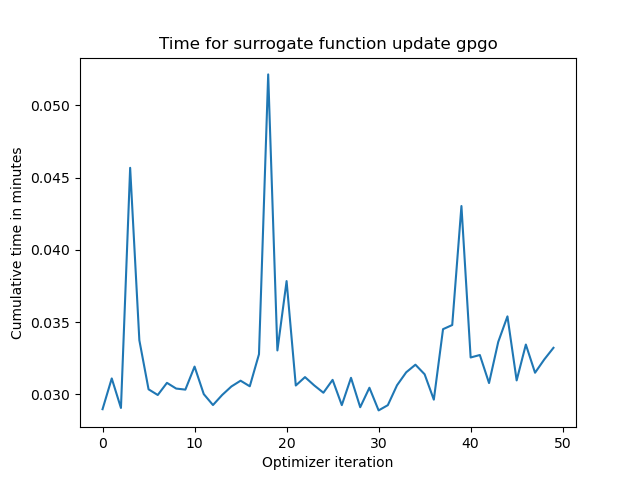 Time for surrogate function update gpgo
Cumulative time in minutes
0.050
0.045
0.040
0.035
0.030
0 10 20 30 40 50
Optimizer iteration